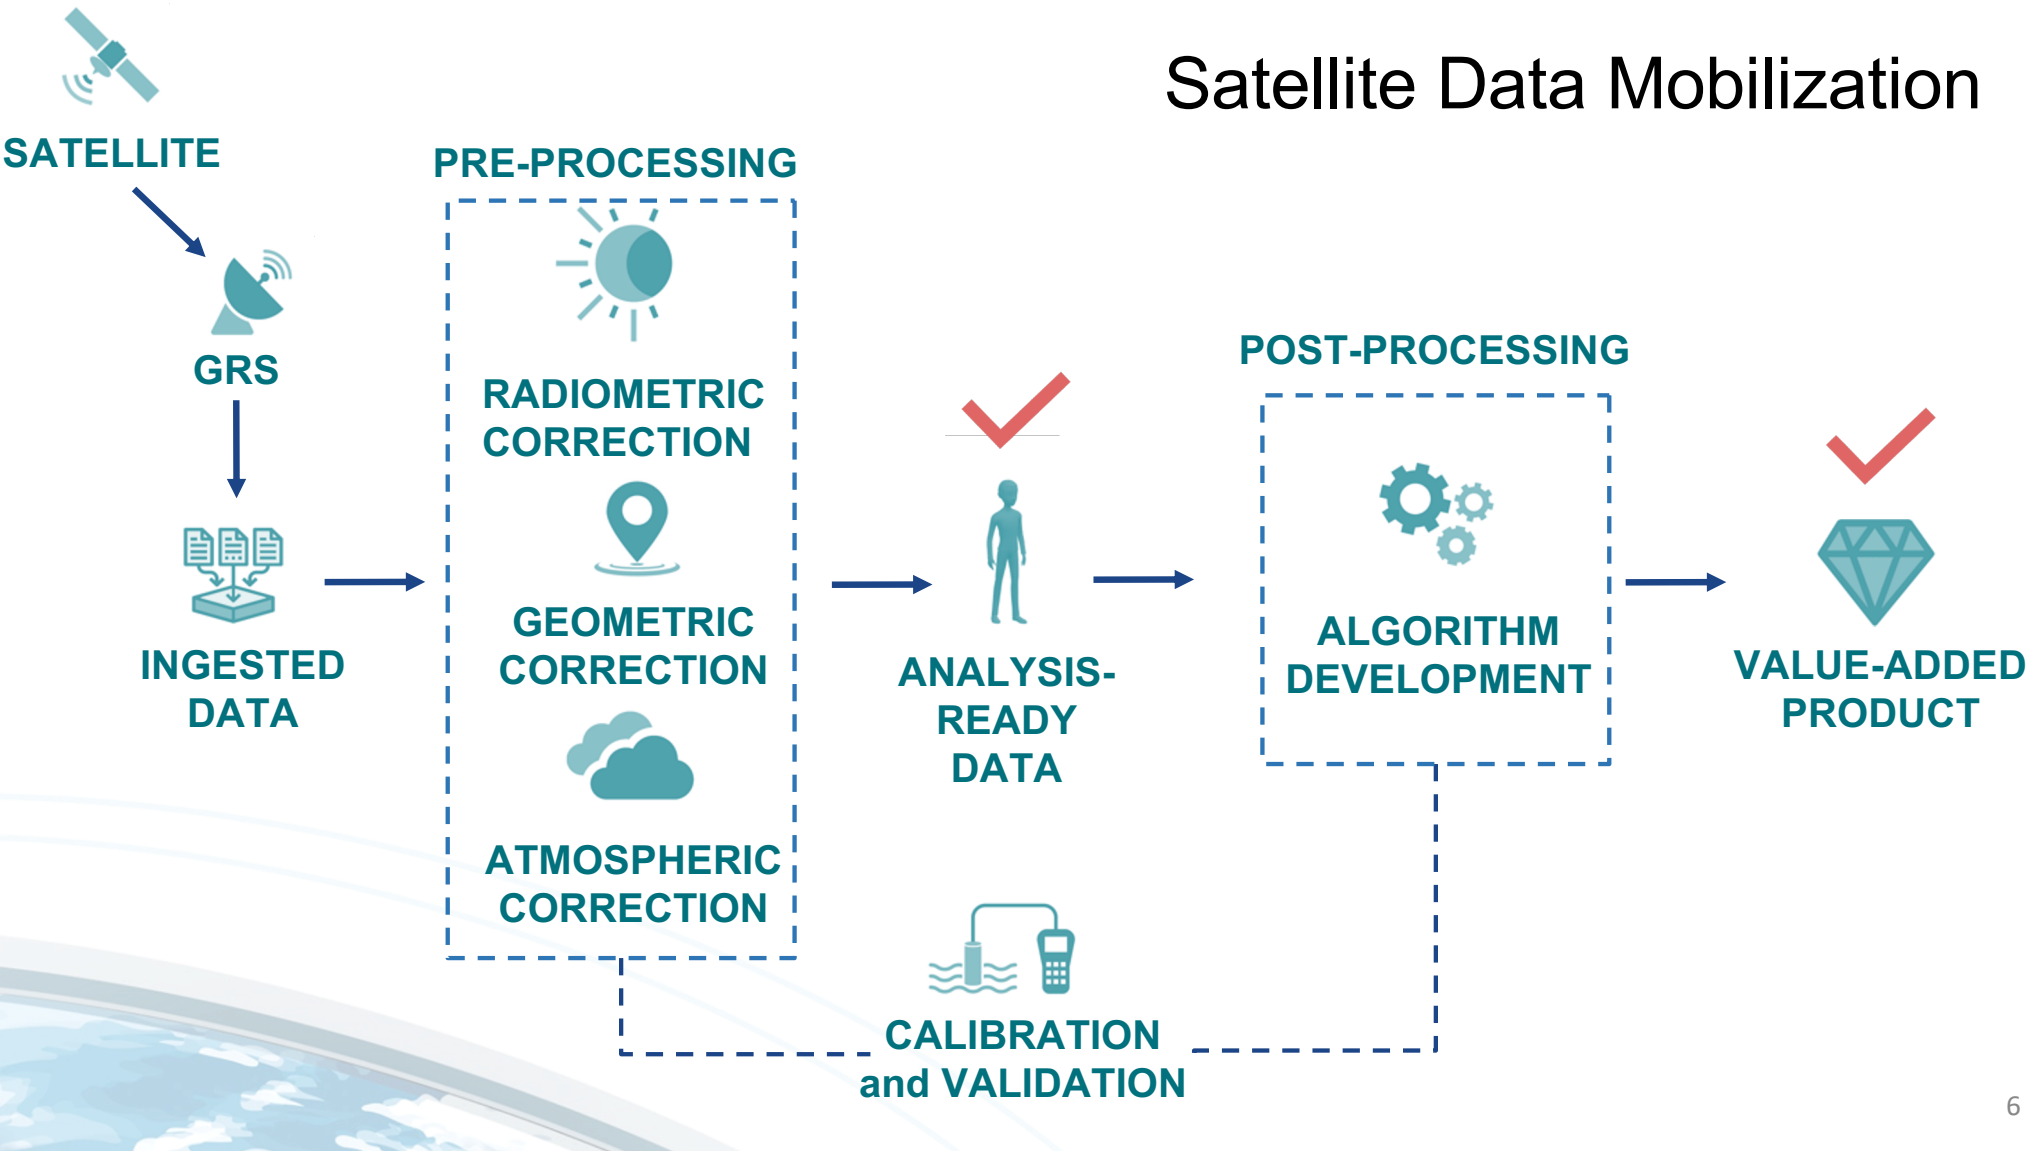 Satellite Data Mobilization
SATELLITE
GRS
INGESTED
DATA
PRE-PROCESSING
RADIOMETRIC
CORRECTION
GEOMETRIC
CORRECTION
ATMOSPHERIC
CORRECTION
ANALYSIS-
READY
DATA
POST-PROCESSING
ALGORITHM
DEVELOPMENT
VALUE-ADDED
PRODUCT
CALIBRATION
and VALIDATION
6